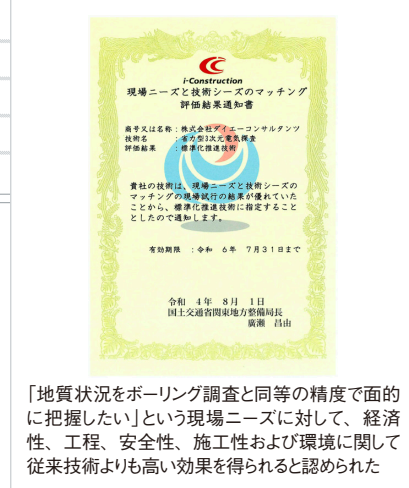 i-Construction
現場ニーズと技術シーズのマッチング
評価結果通知書
商号又は名称：株式会社ダイエーコンサルタンツ
技術名　　　：省力型3次元電気探査
評価結果　　：標準化推進技術
貴社の技術は、現場ニーズと技術シーズの
マッチングの現場試行の結果が優れていた
ことから、標準化推進技術に指定すること
としたので通知します。
有効期限　：令和　6年　7月31日まで
令和　4年　8月　1日
国土交通省関東地方整備局長
廣瀬　昌由
「地質状況をボーリング調査と同等の精度で面的
に把握したい」という現場ニーズに対して、経済
性、工程、安全性、施工性および環境に関して
従来技術よりも高い効果を得られると認められた